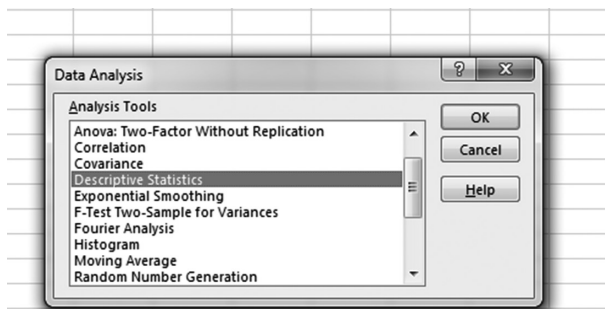 Data Analysis
?
X
Analysis Tools
Anova: Two-Factor Without Replication
Correlation
Covariance
Descriptive Statistics
Exponential Smoothing
F-Test Two-Sample for Variances
Fourier Analysis
Histogram
Moving Average
Random Number Generation
OK
Cancel
Help